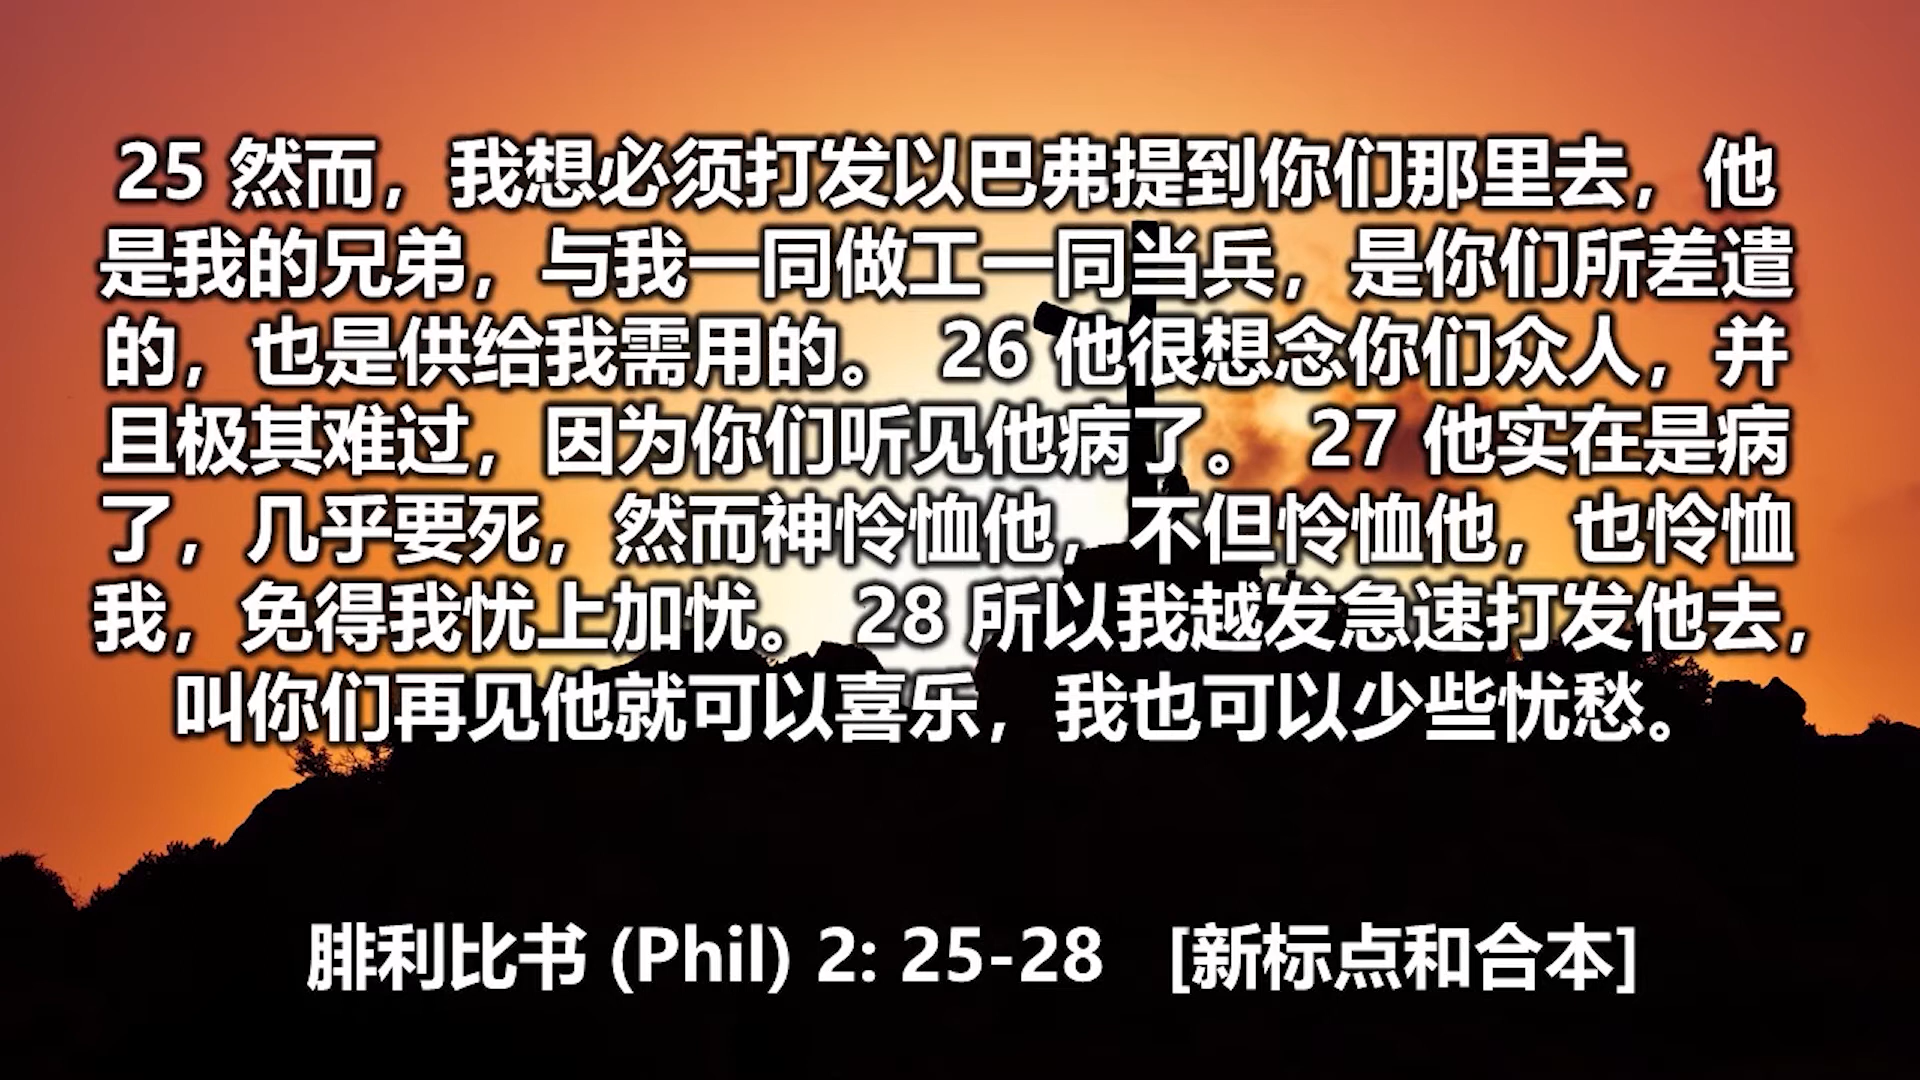 25 然而，我想必须打发以巴弗提到你们那里去，他
是我的兄弟，与我一同做工一同当兵，是你们所差遣
的，也是供给我需用的。 26 他很想念你们众人，并
且极其难过，因为你们听见他病了。 27 他实在是病
了，几乎要死，然而神怜恤他，不但怜恤他，也怜恤
我，免得我忧上加忧。 28 所以我越发急速打发他去，
叫你们再见他就可以喜乐，我也可以少些忧愁。
腓利比书 (Phil) 2: 25-28 [新标点和合本]